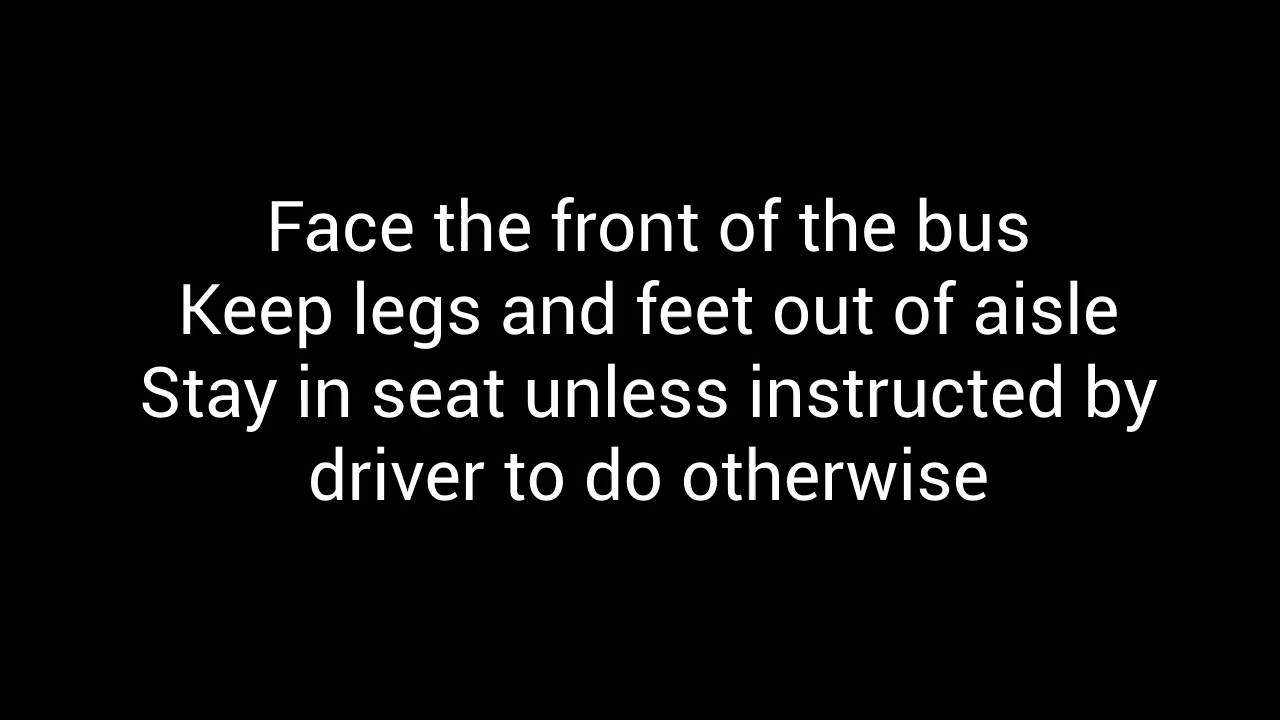 Face the front of the bus
Keep legs and feet out of aisle
Stay in seat unless instructed by
driver to do otherwise